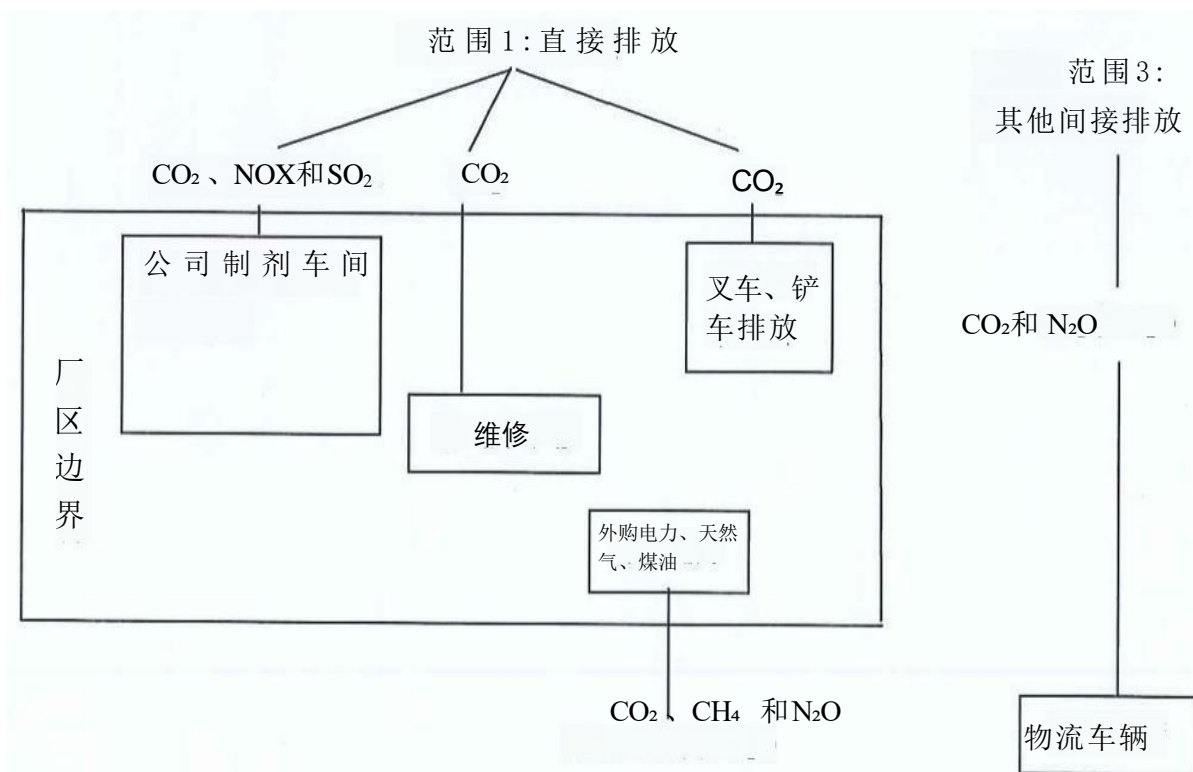 范围1:直接排放
范围3:
其他间接排放
CO₂、NOX和SO₂
CO₂
CO₂
公司制剂车间
叉车、铲
车排放
CO₂和 N₂O
厂
区
边
界
维修
外购电力、天然
气、煤油
CO₂、CH₄ 和N₂O
物流车辆